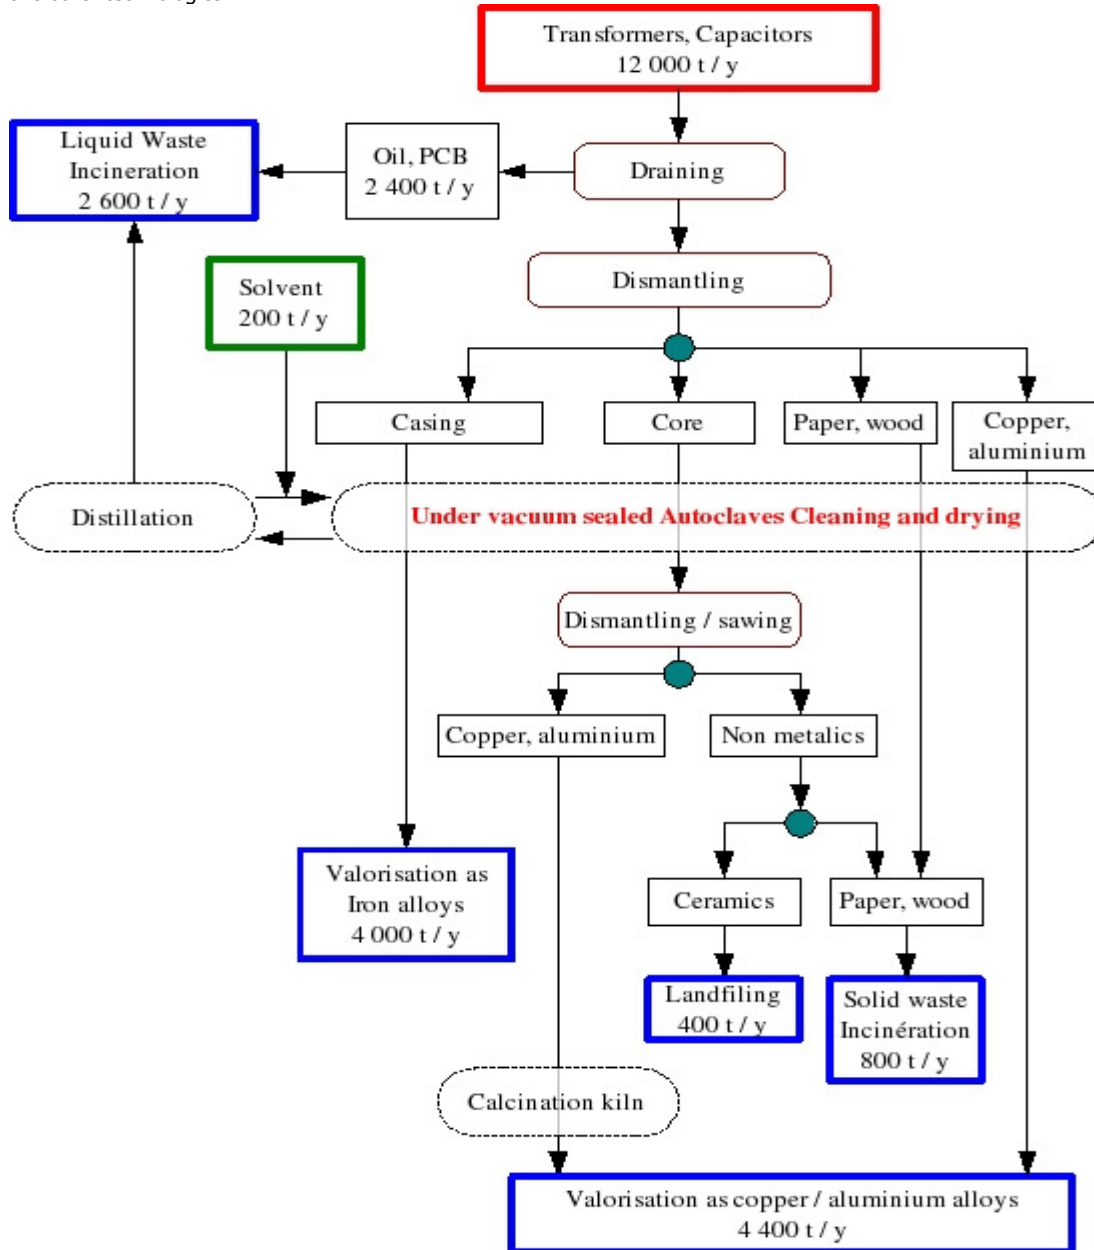 Transformers, Capacitors
12 000 t / y
Liquid Waste
Incineration
2 600 t / y
Oil, PCB
2 400 t / y
Draining
Dismantling
Solvent
200 t / y
Casing
Core
Paper, wood
Copper,
aluminium
Distillation
Under vacuum sealed Autoclaves Cleaning and drying
Dismantling / sawing
Copper, aluminium
Non metalics
Valorisation as
Iron alloys
4 000 t / y
Ceramics
Paper, wood
Landfiling
400 t / y
Solid waste
Incinération
800 t / y
Calcination kiln
Valorisation as copper / aluminium alloys
4 400 t / y